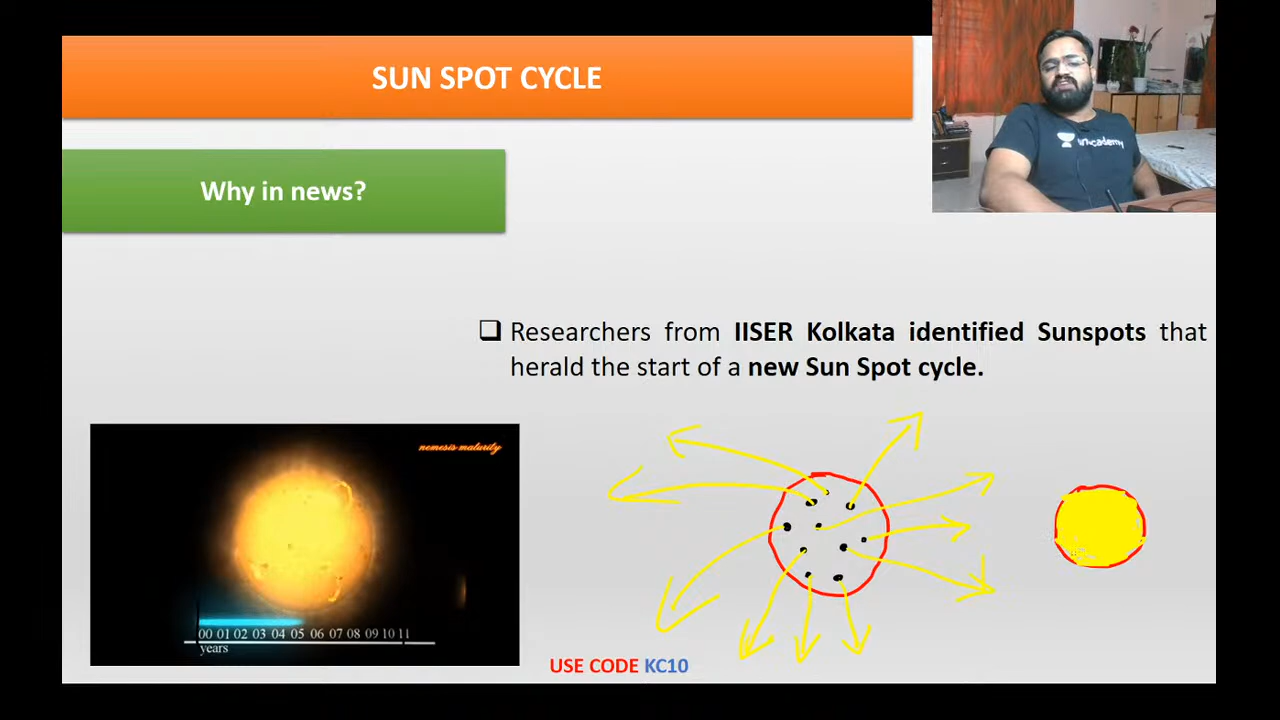 SUN SPOT CYCLE
unacademy
Why in news?
Researchers from IISER Kolkata identified Sunspots that
herald the start of a new Sun Spot cycle.
nemesis maturity
00 01 02 03 04 05 06 07 08 09 10 11
years
USE CODE KC10